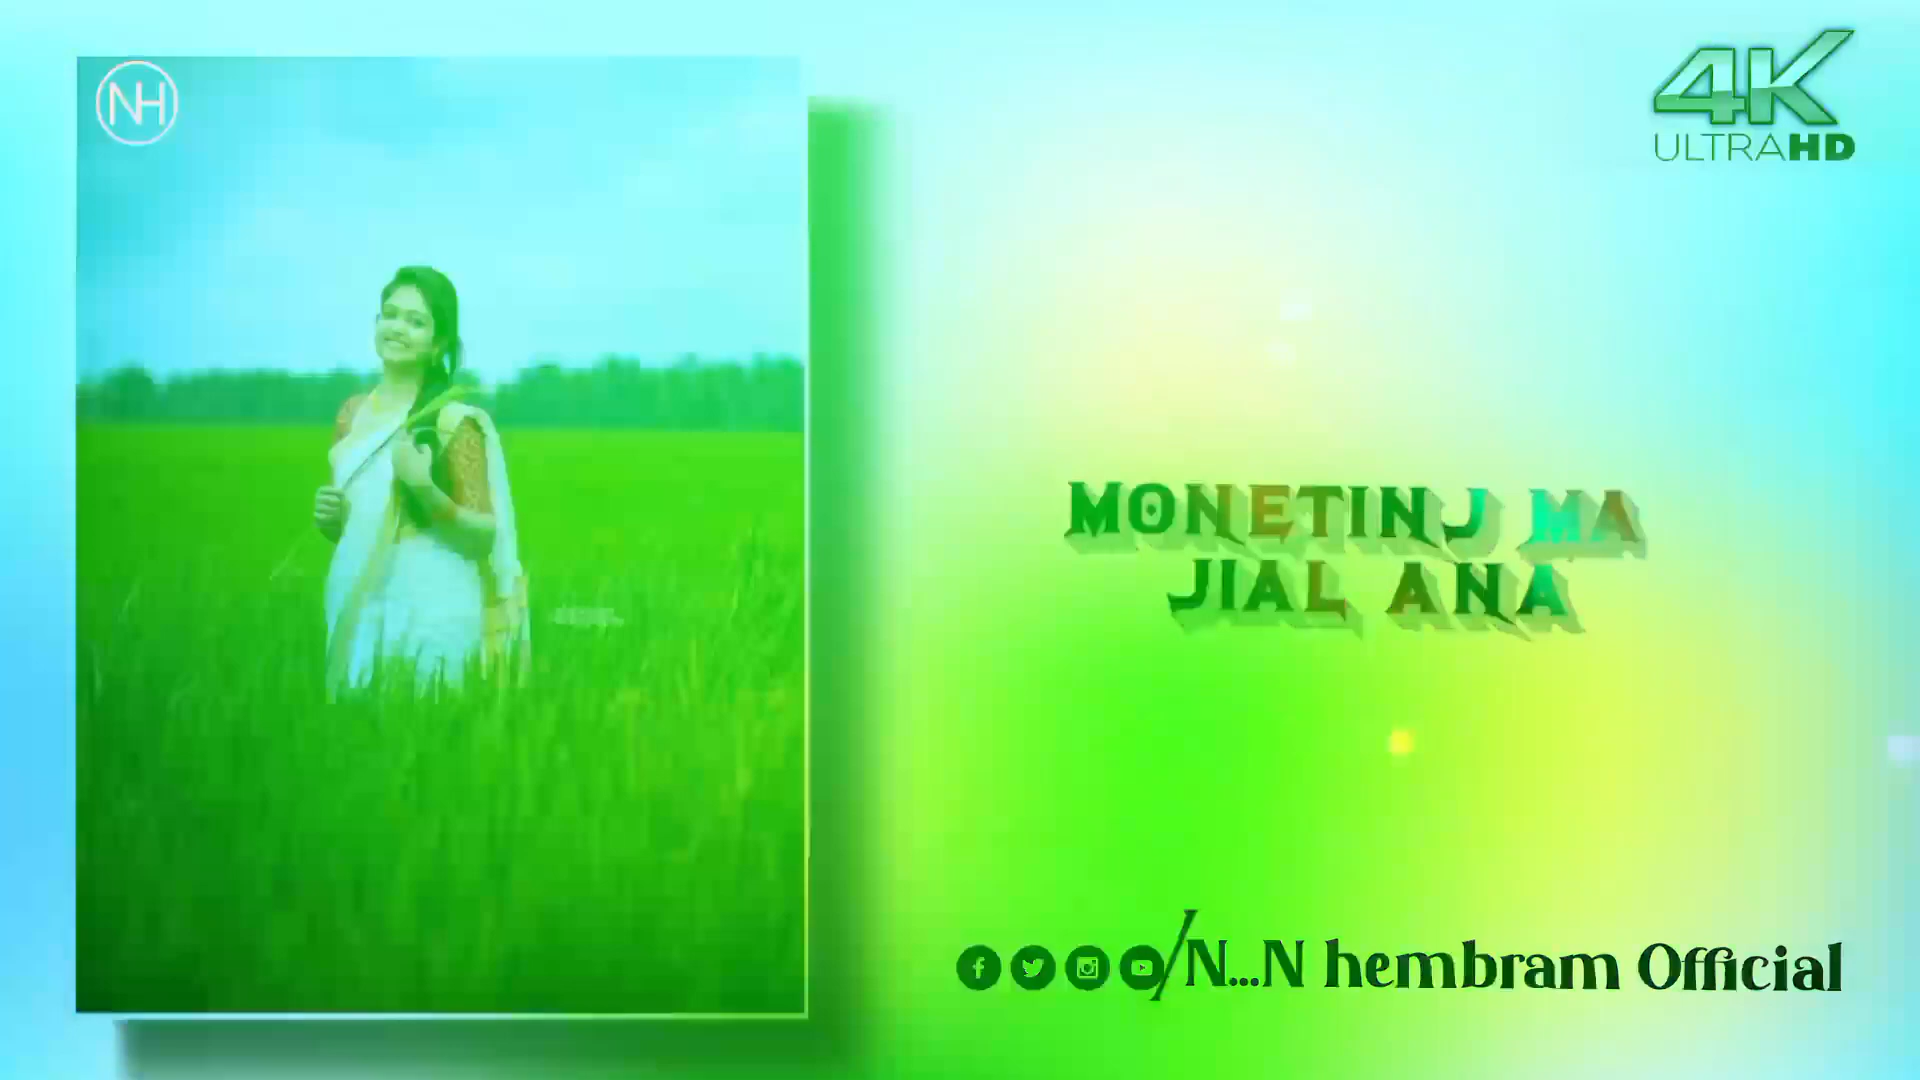 NH
4K
ULTRAHD
MONETINJ MA
JIAL ANA
/N...N hembram Official